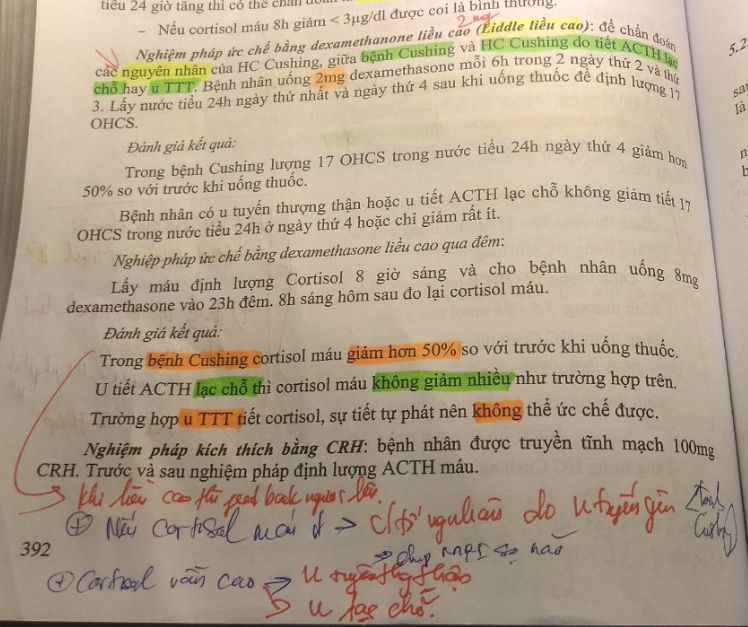 tiểu 24 giờ tăng thì có thể chẩn đoán
- Nếu cortisol máu 8h giảm < 3µg/dl được coi là bình thường.
2mg
Nghiệm pháp ức chế bằng dexamethanone liều cao (Liddle liều cao): để chẩn đoán
các nguyên nhân của HC Cushing, giữa bệnh Cushing và HC Cushing do tiết ACTH lạc
chỗ hay u TTT. Bệnh nhân uống 2mg dexamethasone mỗi 6h trong 2 ngày thứ 2 và thứ
3. Lấy nước tiểu 24h ngày thứ nhất và ngày thứ 4 sau khi uống thuốc để định lượng 17
OHCS.
Đánh giá kết quả:
Trong bệnh Cushing lượng 17 OHCS trong nước tiểu 24h ngày thứ 4 giảm hơn
50% so với trước khi uống thuốc.
Bệnh nhân có u tuyến thượng thận hoặc u tiết ACTH lạc chỗ không giảm tiết 17
OHCS trong nước tiểu 24h ở ngày thứ 4 hoặc chỉ giảm rất ít.
Nghiệp pháp ức chế bằng dexamethasone liều cao qua đêm:
Lấy máu định lượng Cortisol 8 giờ sáng và cho bệnh nhân uống 8mg
dexamethasone vào 23h đêm. 8h sáng hôm sau đo lại cortisol máu.
Đánh giá kết quả:
Trong bệnh Cushing cortisol máu giảm hơn 50% so với trước khi uống thuốc.
U tiết ACTH lạc chỗ thì cortisol máu không giảm nhiều như trường hợp trên.
Trường hợp u TTT tiết cortisol, sự tiết tự phát nên không thể ức chế được.
Nghiệm pháp kích thích bằng CRH: bệnh nhân được truyền tĩnh mạch 100mg
CRH. Trước và sau nghiệm pháp định lượng ACTH máu.
Khi liều cao thì feed back ngược lên.
⊕ Nếu cortisol máu ↓ => nguyên do u tuyến yên
Cushing
=> chụp MRI sọ não
392
⊕ Cortisol vẫn cao => U tuyến thượng thận
u lạc chỗ.
5.2
là